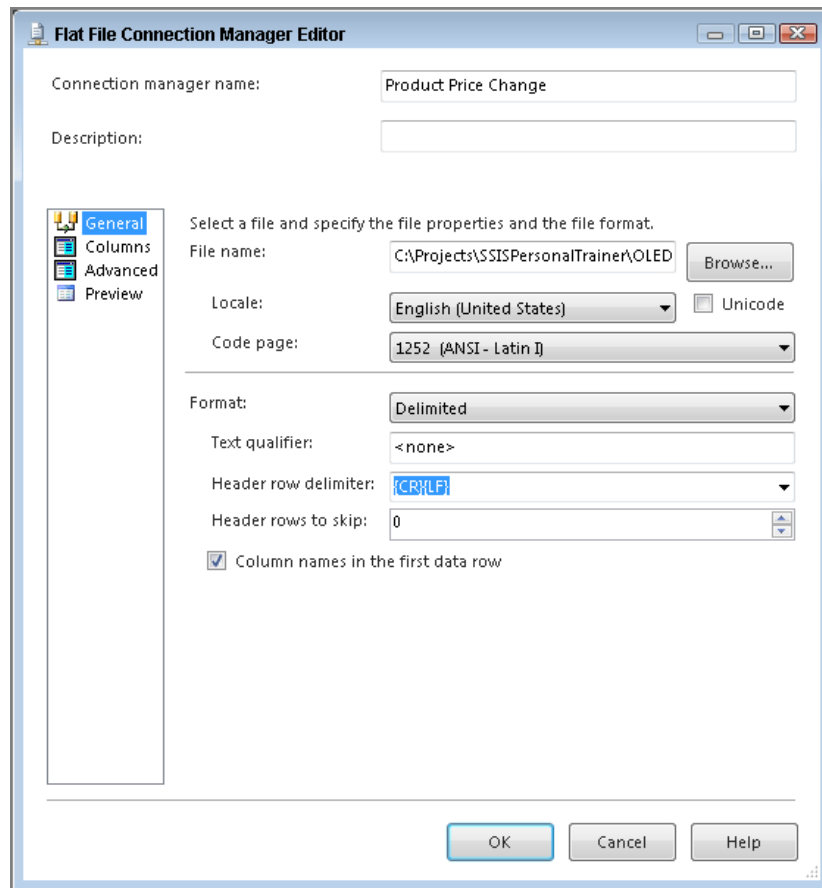 Flat File Connection Manager Editor
Connection manager name: Product Price Change
Description:
General
Columns
Advanced
Preview
Select a file and specify the file properties and the file format.
File name: C:\Projects\SSISPersonalTrainer\OLED Browse...
Locale: English (United States) Unicode
Code page: 1252 (ANSI - Latin I)
Format: Delimited
Text qualifier: <none>
Header row delimiter: {CR}{LF}
Header rows to skip: 0
Column names in the first data row
OK Cancel Help